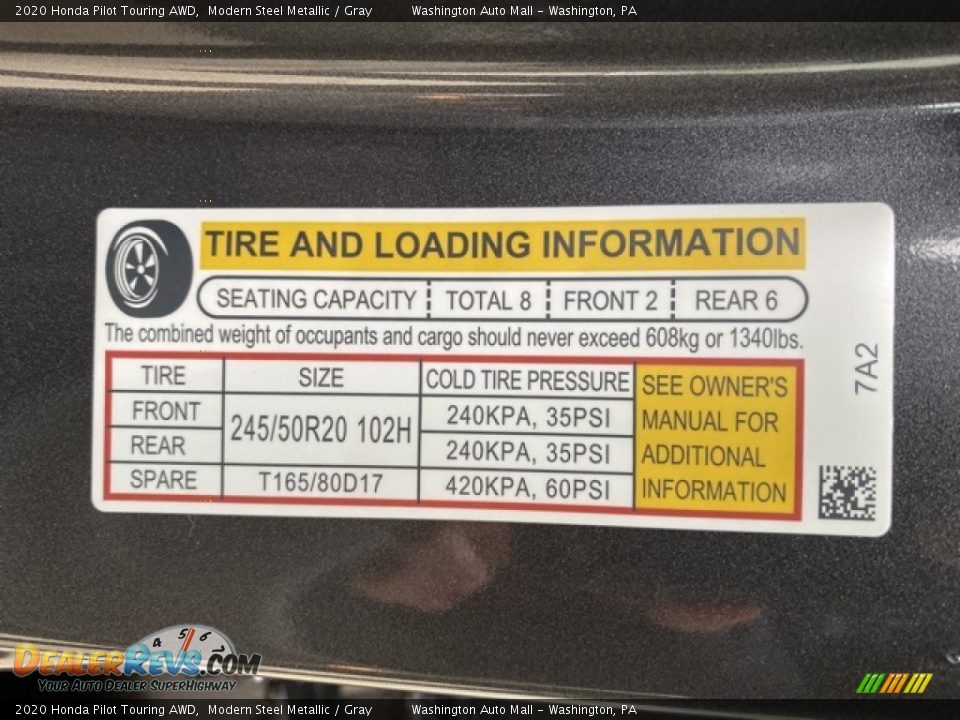 2020 Honda Pilot Touring AWD, Modern Steel Metallic / Gray Washington Auto Mall - Washington, PA
TIRE AND LOADING INFORMATION
SEATING CAPACITY TOTAL 8 FRONT 2 REAR 6
The combined weight of occupants and cargo should never exceed 608kg or 1340lbs.
TIRE SIZE COLD TIRE PRESSURE
FRONT 245/50R20 102H 240KPA, 35PSI
REAR 240KPA, 35PSI
SPARE T165/80D17 420KPA, 60PSI
SEE OWNER'S
MANUAL FOR
ADDITIONAL
INFORMATION
7A2
4 5 6
DEALERREVS.COM
YOUR AUTO DEALER SUPERHIGHWAY
2020 Honda Pilot Touring AWD, Modern Steel Metallic / Gray Washington Auto Mall - Washington, PA